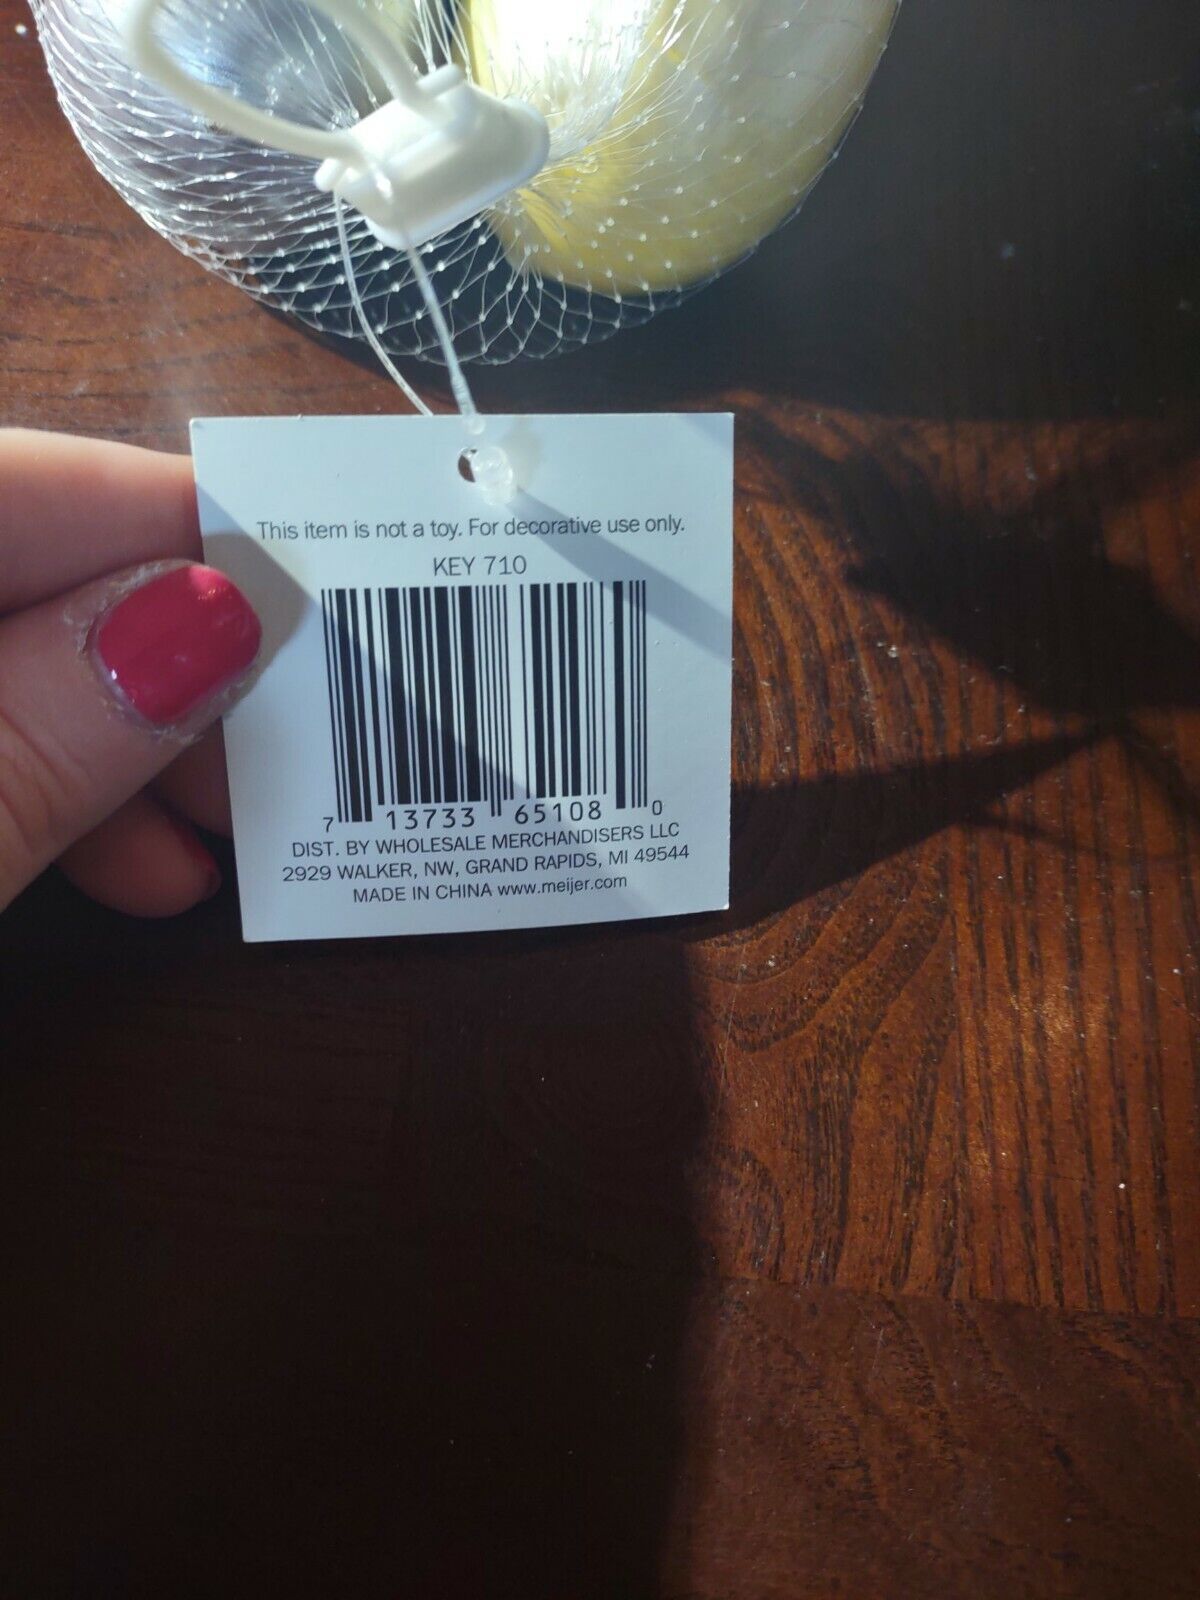 This item is not a toy. For decorative use only.
KEY 710
7 13733 65108 0
DIST. BY WHOLESALE MERCHANDISERS LLC
2929 WALKER, NW, GRAND RAPIDS, MI 49544
MADE IN CHINA www.meijer.com